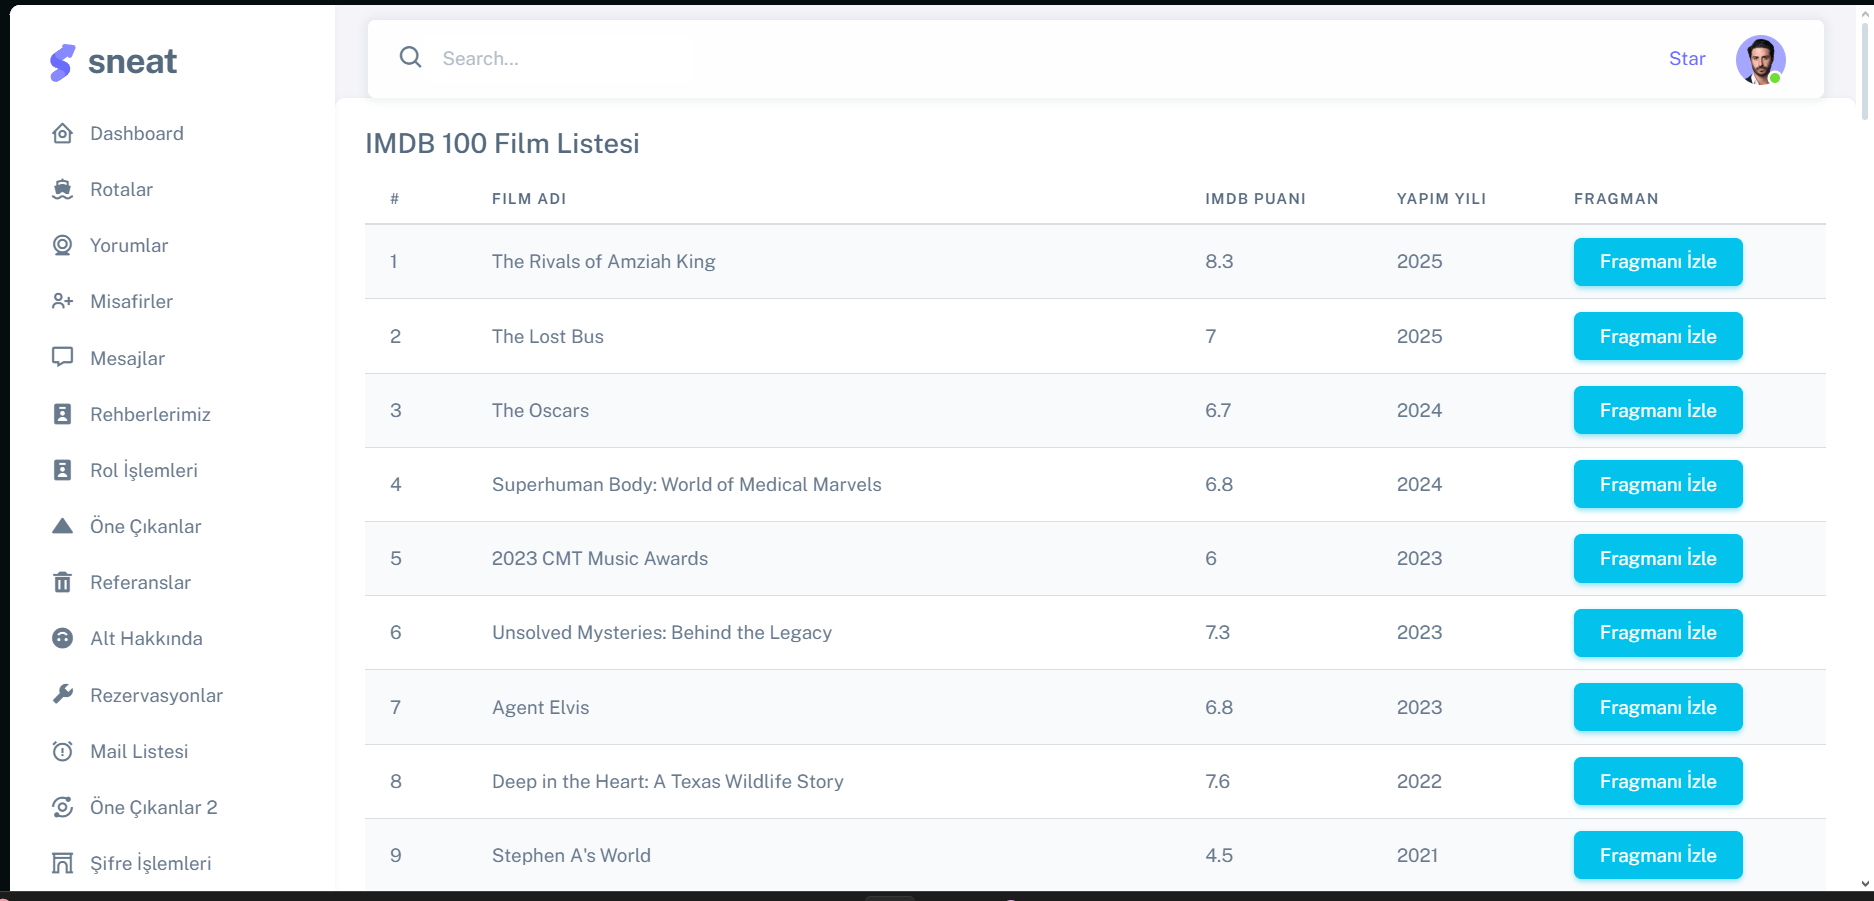 sneat
Dashboard
Rotalar
Yorumlar
Misafirler
Mesajlar
Rehberlerimiz
Rol İşlemleri
Öne Çıkanlar
Referanslar
Alt Hakkında
Rezervasyonlar
Mail Listesi
Öne Çıkanlar 2
Şifre İşlemleri
Search...
Star
IMDB 100 Film Listesi
# FILM ADI IMDB PUANI YAPIM YILI FRAGMAN
1 The Rivals of Amziah King 8.3 2025 Fragmanı İzle
2 The Lost Bus 7 2025 Fragmanı İzle
3 The Oscars 6.7 2024 Fragmanı İzle
4 Superhuman Body: World of Medical Marvels 6.8 2024 Fragmanı İzle
5 2023 CMT Music Awards 6 2023 Fragmanı İzle
6 Unsolved Mysteries: Behind the Legacy 7.3 2023 Fragmanı İzle
7 Agent Elvis 6.8 2023 Fragmanı İzle
8 Deep in the Heart: A Texas Wildlife Story 7.6 2022 Fragmanı İzle
9 Stephen A's World 4.5 2021 Fragmanı İzle